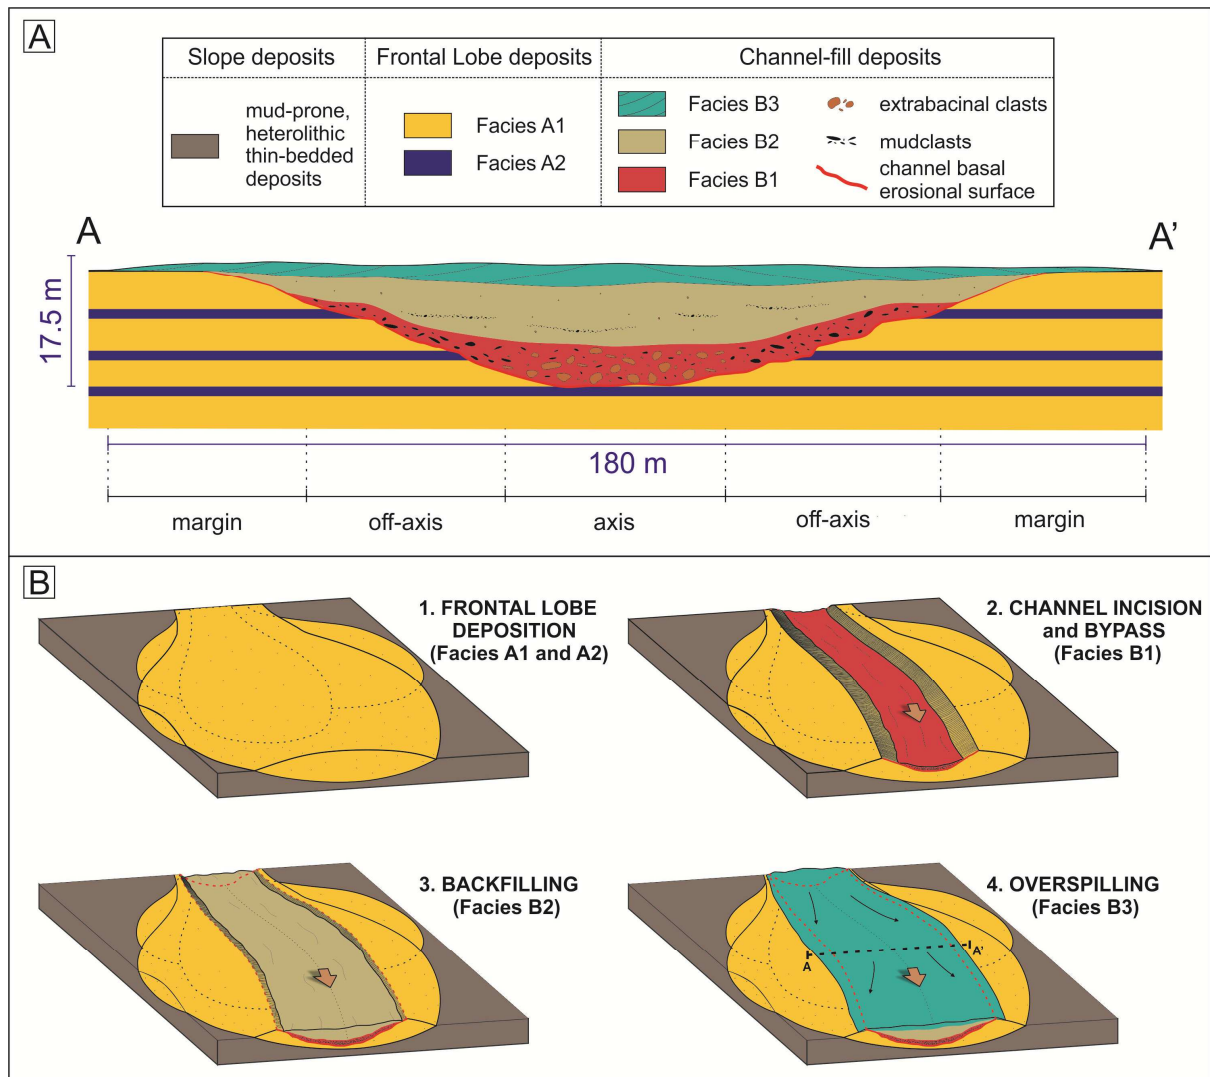 A
Slope deposits
Frontal Lobe deposits
Channel-fill deposits
mud-prone,
heterolithic
thin-bedded
deposits
Facies A1
Facies A2
Facies B3
Facies B2
Facies B1
extrabacinal clasts
mudclasts
channel basal
erosional surface
A
A'
17.5 m
180 m
margin
off-axis
axis
off-axis
margin
B
1. FRONTAL LOBE
DEPOSITION
(Facies A1 and A2)
2. CHANNEL INCISION
and BYPASS
(Facies B1)
3. BACKFILLING
(Facies B2)
4. OVERSPILLING
(Facies B3)
A
A'